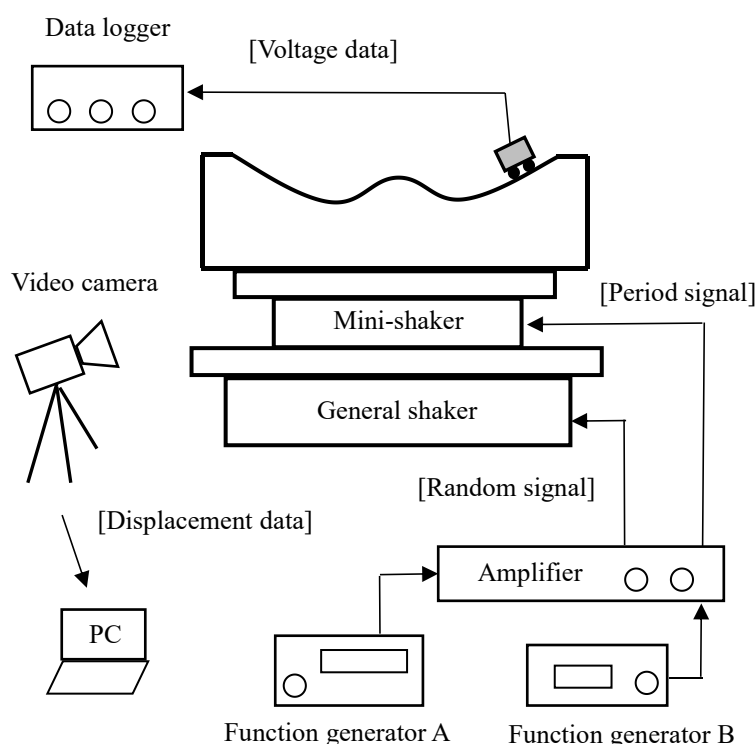 Data logger
[Voltage data]
Video camera
[Period signal]
Mini-shaker
General shaker
[Random signal]
[Displacement data]
Amplifier
PC
Function generator A
Function generator B